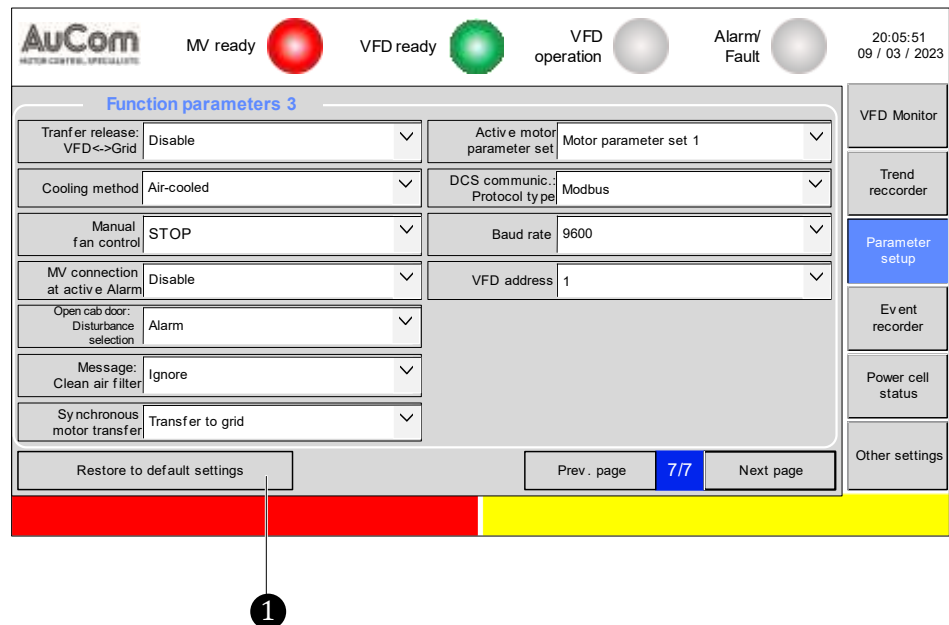 AuCom
MOTOR CONTROL SPECIALISTS
MV ready
VFD ready
VFD
operation
Alarm/
Fault
20:05:51
09 / 03 / 2023
Function parameters 3
Tranfer release:
VFD<->Grid
Disable
Cooling method
Air-cooled
Manual
fan control
STOP
MV connection
at active Alarm
Disable
Open cab door:
Disturbance
selection
Alarm
Message:
Clean air filter
Ignore
Synchronous
motor transfer
Transfer to grid
Active motor
parameter set
Motor parameter set 1
DCS communic.:
Protocol type
Modbus
Baud rate
9600
VFD address
1
Restore to default settings
Prev. page
7/7
Next page
VFD Monitor
Trend
reccorder
Parameter
setup
Event
recorder
Power cell
status
Other settings
1